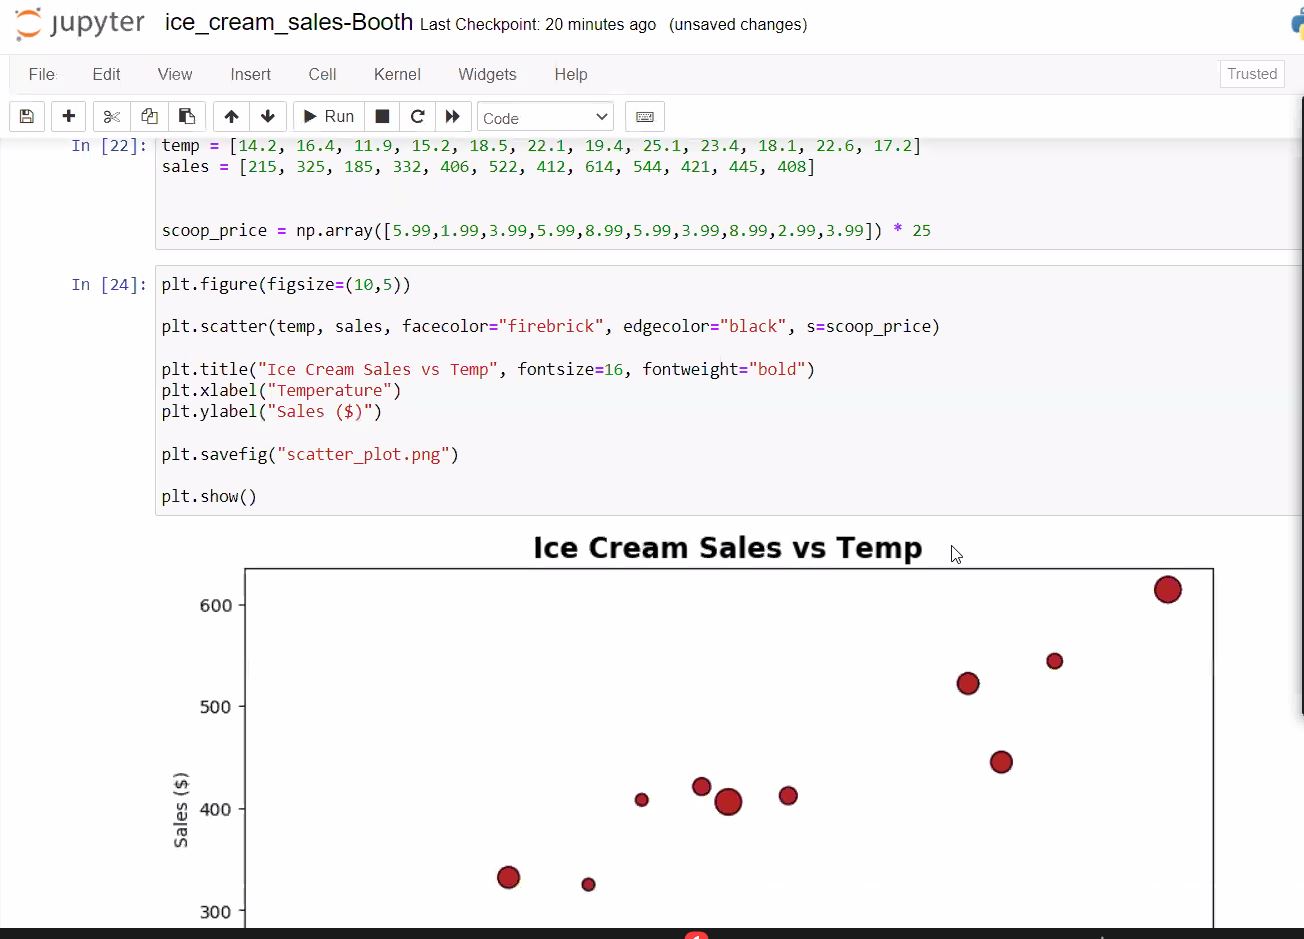 jupyter ice_cream_sales-Booth Last Checkpoint: 20 minutes ago (unsaved changes)
File Edit View Insert Cell Kernel Widgets Help Trusted
Run Code
In [22]: temp = [14.2, 16.4, 11.9, 15.2, 18.5, 22.1, 19.4, 25.1, 23.4, 18.1, 22.6, 17.2]
sales = [215, 325, 185, 332, 406, 522, 412, 614, 544, 421, 445, 408]
scoop_price = np.array([5.99,1.99,3.99,5.99,8.99,5.99,3.99,8.99,2.99,3.99]) * 25
In [24]: plt.figure(figsize=(10,5))
plt.scatter(temp, sales, facecolor="firebrick", edgecolor="black", s=scoop_price)
plt.title("Ice Cream Sales vs Temp", fontsize=16, fontweight="bold")
plt.xlabel("Temperature")
plt.ylabel("Sales ($)")
plt.savefig("scatter_plot.png")
plt.show()
Ice Cream Sales vs Temp
600
500
Sales ($)
400
300